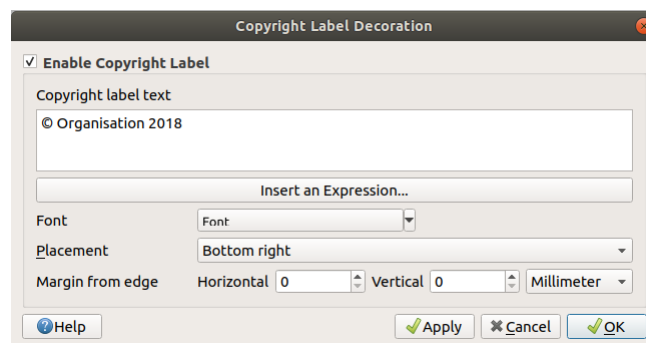 Copyright Label Decoration
Enable Copyright Label
Copyright label text
© Organisation 2018
Insert an Expression...
Font Font
Placement Bottom right
Margin from edge Horizontal 0 Vertical 0 Millimeter
Help Apply Cancel OK